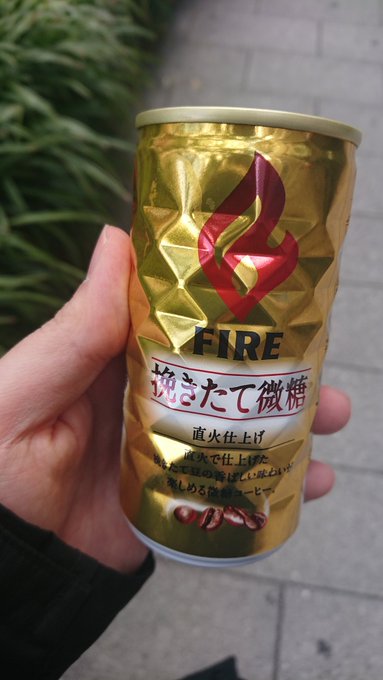 FIRE
挽きたて微糖
直火仕上げ
直火で仕上げた
挽きたて豆の香ばしい味わいが
楽しめる微糖コーヒー。